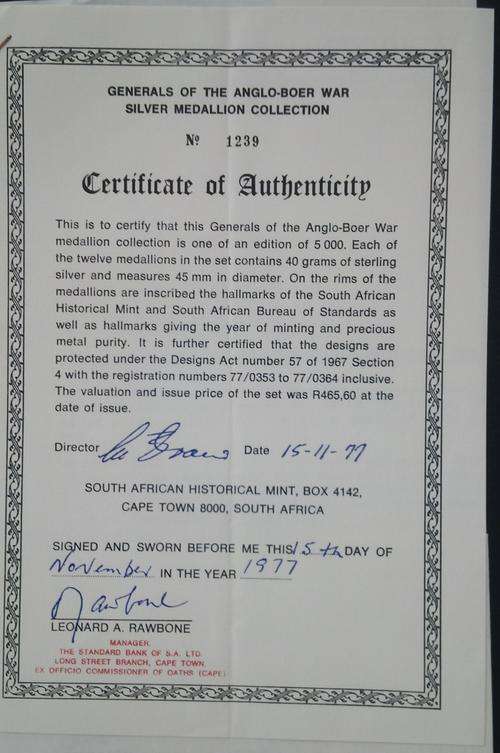 GENERALS OF THE ANGLO-BOER WAR
SILVER MEDALLION COLLECTION
Nº 1239
Certificate of Authenticity
This is to certify that this Generals of the Anglo-Boer War
medallion collection is one of an edition of 5 000. Each of
the twelve medallions in the set contains 40 grams of sterling
silver and measures 45 mm in diameter. On the rims of the
medallions are inscribed the hallmarks of the South African
Historical Mint and South African Bureau of Standards as
well as hallmarks giving the year of minting and precious
metal purity. It is further certified that the designs are
protected under the Designs Act number 57 of 1967 Section
4 with the registration numbers 77/0353 to 77/0364 inclusive.
The valuation and issue price of the set was R465,60 at the
date of issue.
Director Date 15-11-77
SOUTH AFRICAN HISTORICAL MINT, BOX 4142,
CAPE TOWN 8000, SOUTH AFRICA
SIGNED AND SWORN BEFORE ME THIS 15th DAY OF
November IN THE YEAR 1977
Rawbone
LEONARD A. RAWBONE
MANAGER,
THE STANDARD BANK OF S.A. LTD.
LONG STREET BRANCH, CAPE TOWN
EX OFFICIO COMMISSIONER OF OATHS (CAPE)